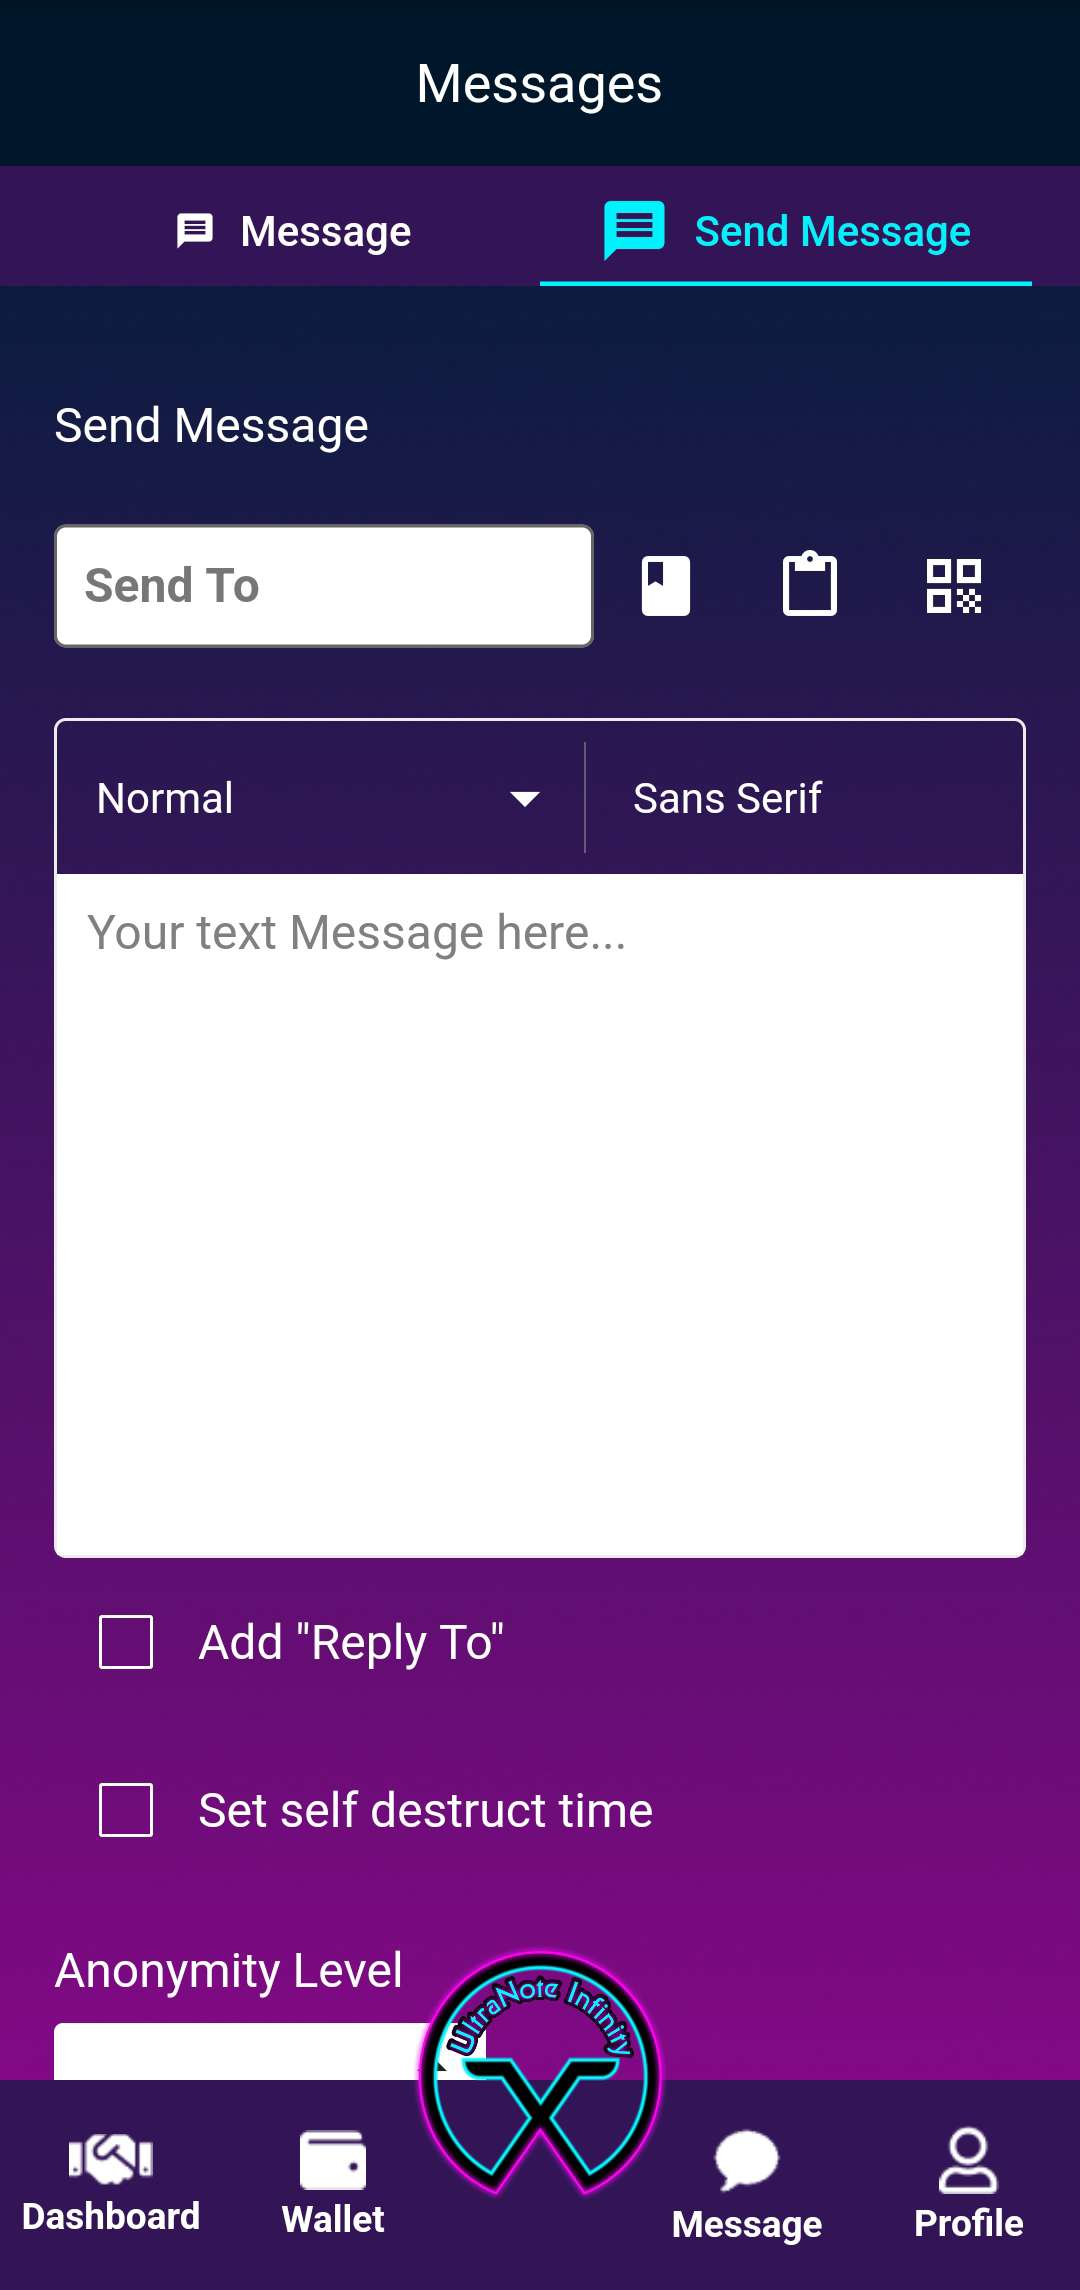 Messages
Message
Send Message
Send Message
Send To
Normal
Sans Serif
Your text Message here...
Add "Reply To"
Set self destruct time
Anonymity Level
UltraNote Infinity
Dashboard
Wallet
Message
Profile